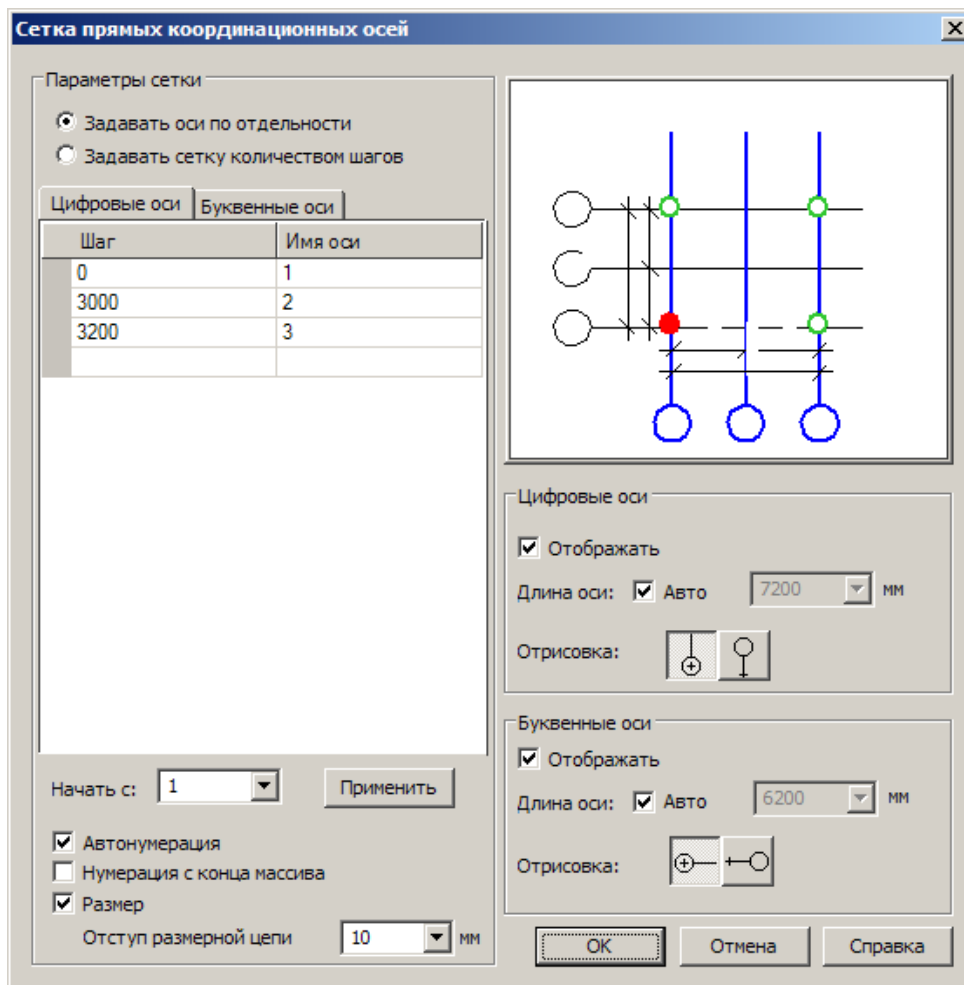 Сетка прямых координационных осей
Параметры сетки
Задавать оси по отдельности
Задавать сетку количеством шагов
Цифровые оси Буквенные оси
Шаг Имя оси
0 1
3000 2
3200 3
Начать с: 1 Применить
Автонумерация
Нумерация с конца массива
Размер
Отступ размерной цепи 10 мм
Цифровые оси
Отображать
Длина оси: Авто 7200 мм
Отрисовка:
Буквенные оси
Отображать
Длина оси: Авто 6200 мм
Отрисовка:
OK Отмена Справка